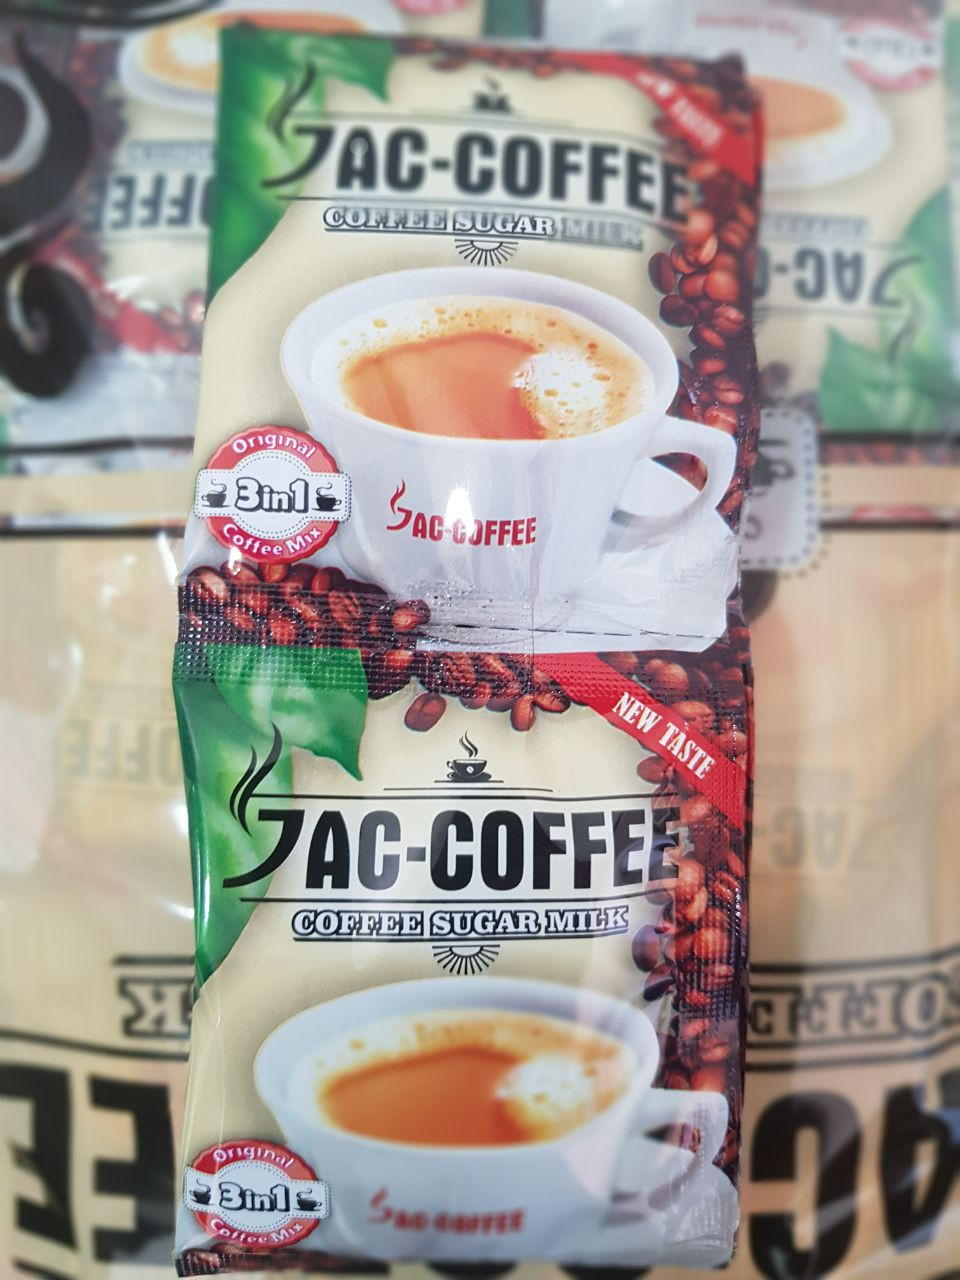 NEW TASTE
JAC-COFFEE
COFFEE SUGAR MILK
JAC-COFFEE
Original
3in1
Coffee Mix
NEW TASTE
JAC-COFFEE
COFFEE SUGAR MILK
Original
3in1
Coffee Mix
JAC-COFFEE